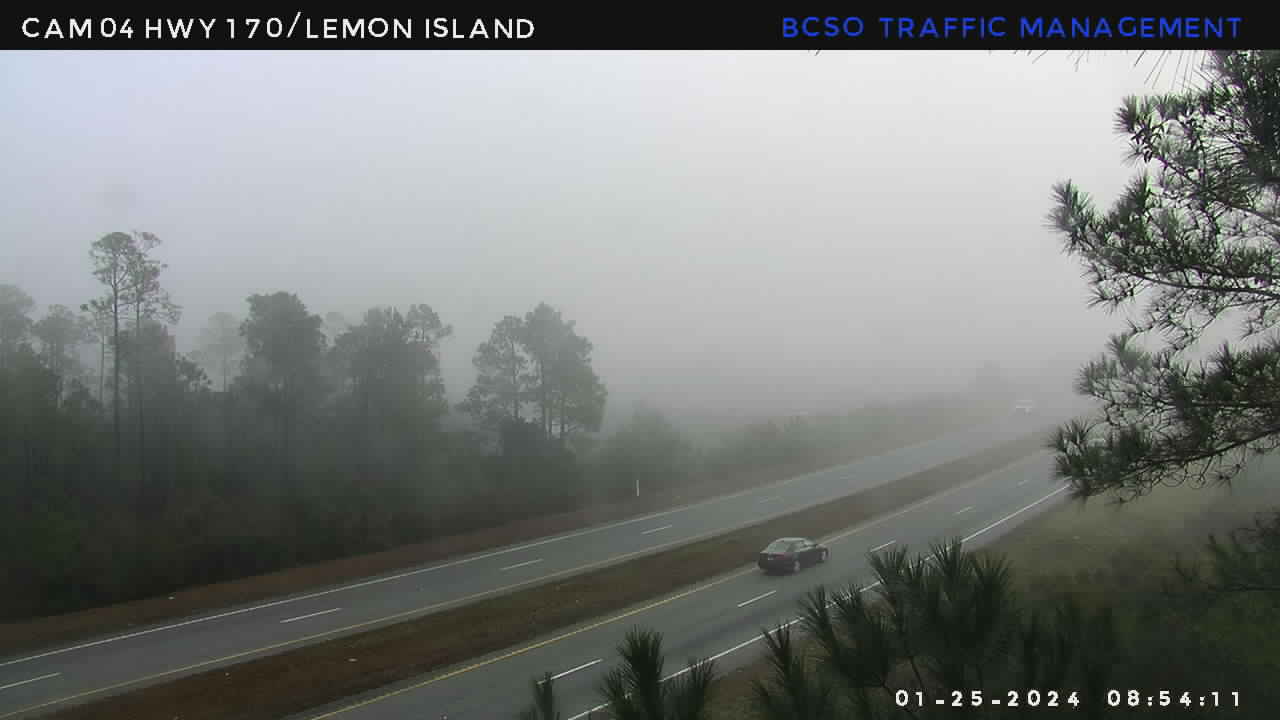 CAM04 HWY 170/LEMON ISLAND
BCSO TRAFFIC MANAGEMENT
01-25-2024 08:54:11